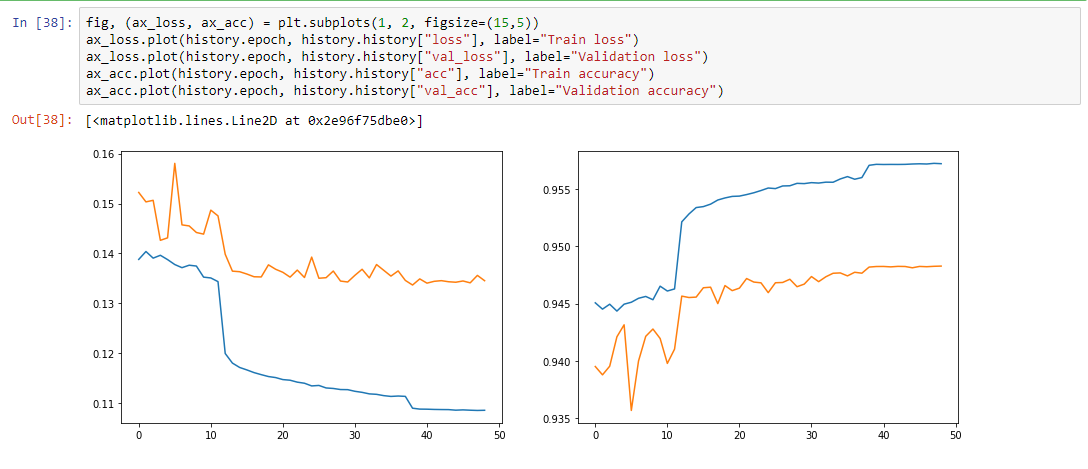 In [38]: fig, (ax_loss, ax_acc) = plt.subplots(1, 2, figsize=(15,5))
ax_loss.plot(history.epoch, history.history["loss"], label="Train loss")
ax_loss.plot(history.epoch, history.history["val_loss"], label="Validation loss")
ax_acc.plot(history.epoch, history.history["acc"], label="Train accuracy")
ax_acc.plot(history.epoch, history.history["val_acc"], label="Validation accuracy")
Out[38]: [<matplotlib.lines.Line2D at 0x2e96f75dbe0>]
0.16
0.15
0.14
0.13
0.12
0.11
0 10 20 30 40 50
0.955
0.950
0.945
0.940
0.935
0 10 20 30 40 50